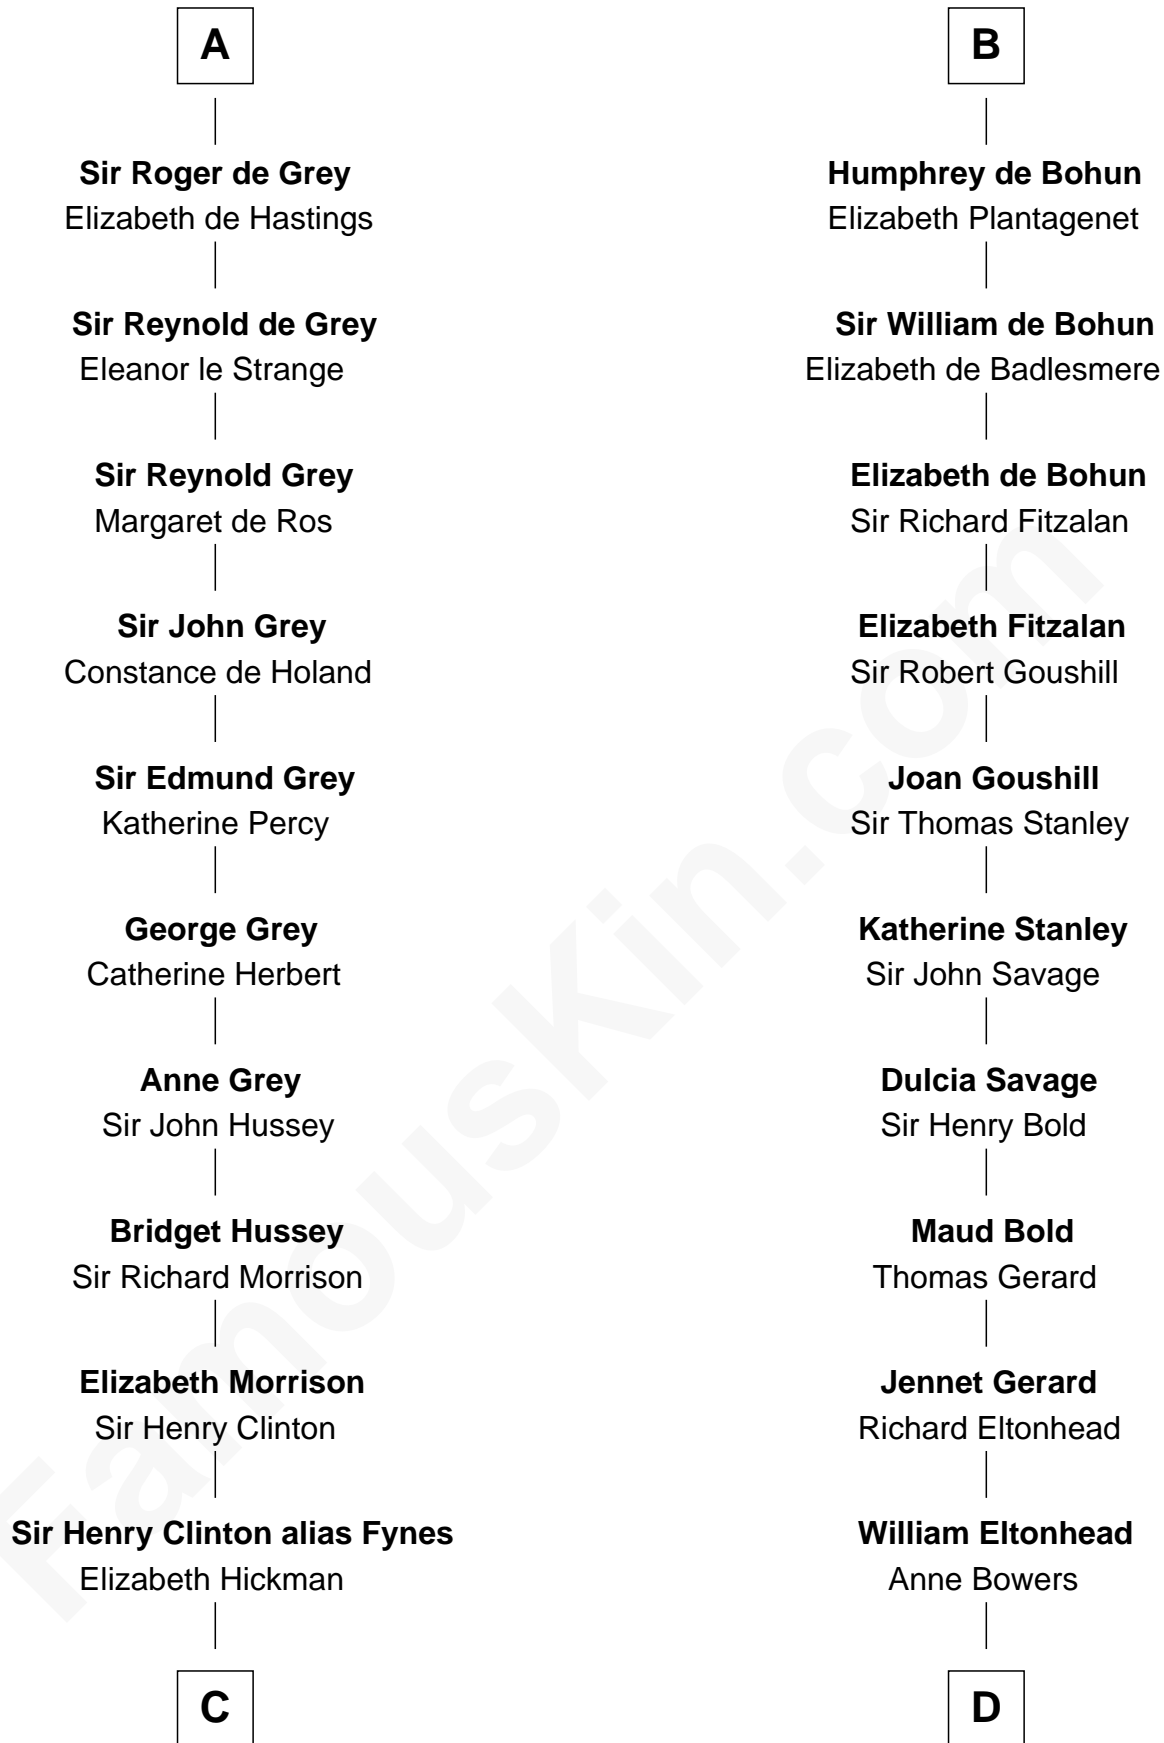 A
Sir Roger de Grey
Elizabeth de Hastings
Sir Reynold de Grey
Eleanor le Strange
Sir Reynold Grey
Margaret de Ros
Sir John Grey
Constance de Holand
Sir Edmund Grey
Katherine Percy
George Grey
Catherine Herbert
Anne Grey
Sir John Hussey
Bridget Hussey
Sir Richard Morrison
Elizabeth Morrison
Sir Henry Clinton
Sir Henry Clinton alias Fynes
Elizabeth Hickman
C
B
Humphrey de Bohun
Elizabeth Plantagenet
Sir William de Bohun
Elizabeth de Badlesmere
Elizabeth de Bohun
Sir Richard Fitzalan
Elizabeth Fitzalan
Sir Robert Goushill
Joan Goushill
Sir Thomas Stanley
Katherine Stanley
Sir John Savage
Dulcia Savage
Sir Henry Bold
Maud Bold
Thomas Gerard
Jennet Gerard
Richard Eltonhead
William Eltonhead
Anne Bowers
D
FamousKin.com